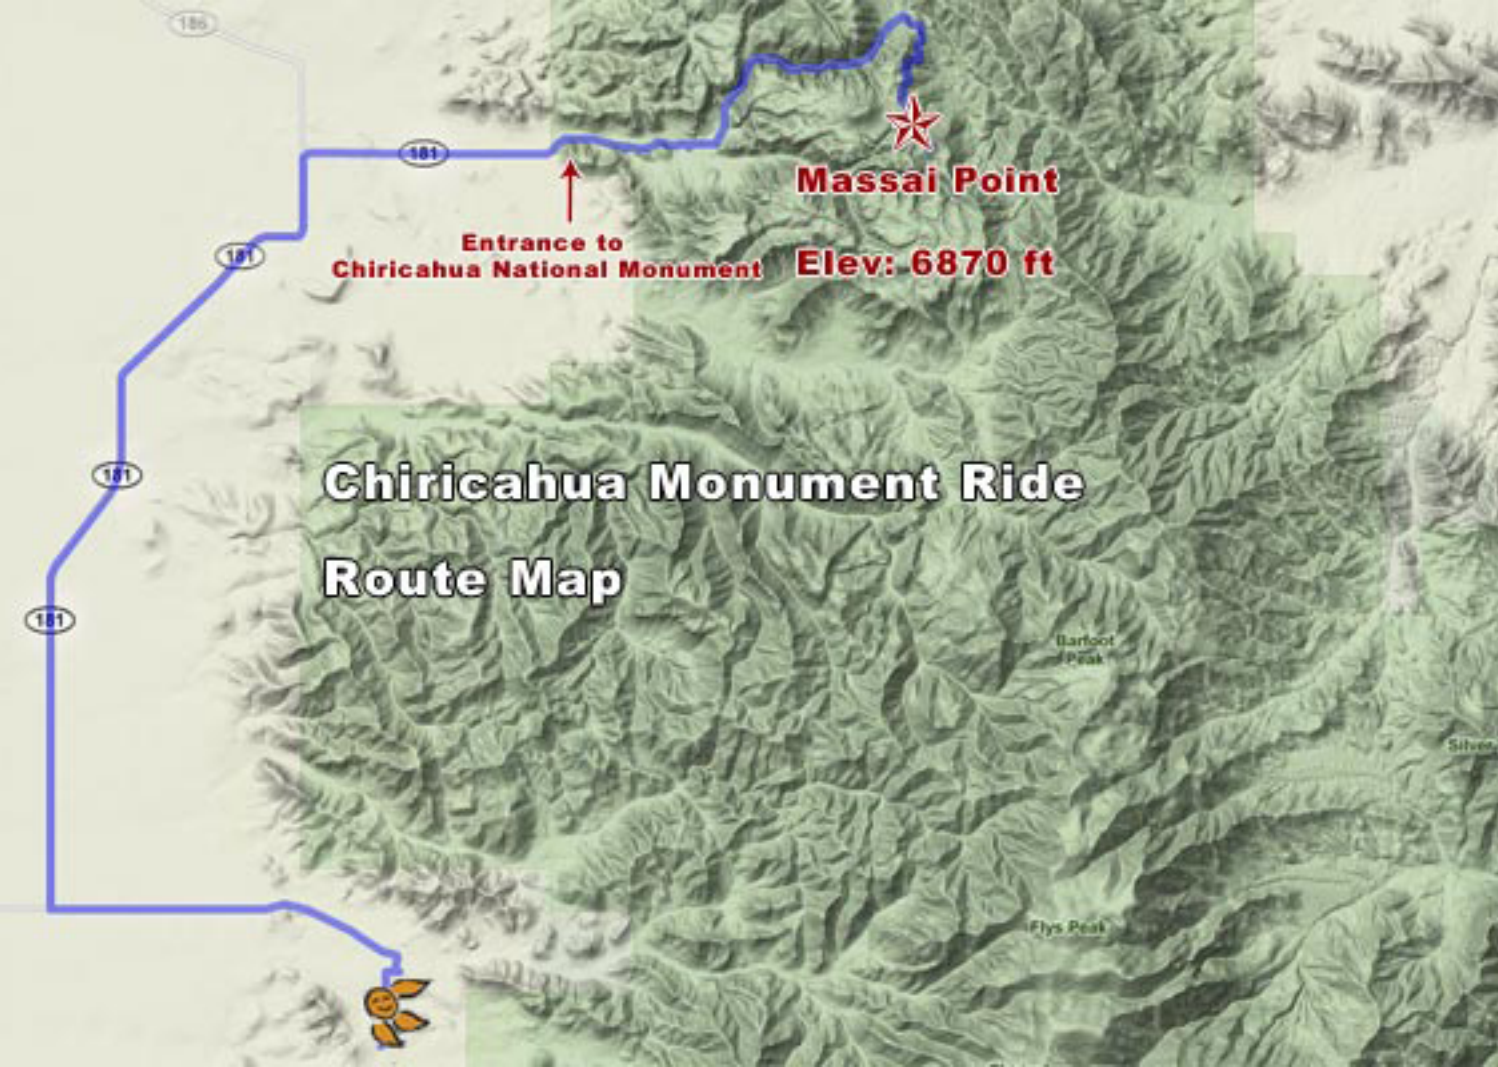 186
181
Massai Point
Entrance to
Chiricahua National Monument
Elev: 6870 ft
181
181
Chiricahua Monument Ride
Route Map
181
Barfoot
Peak
Silver
Flys Peak